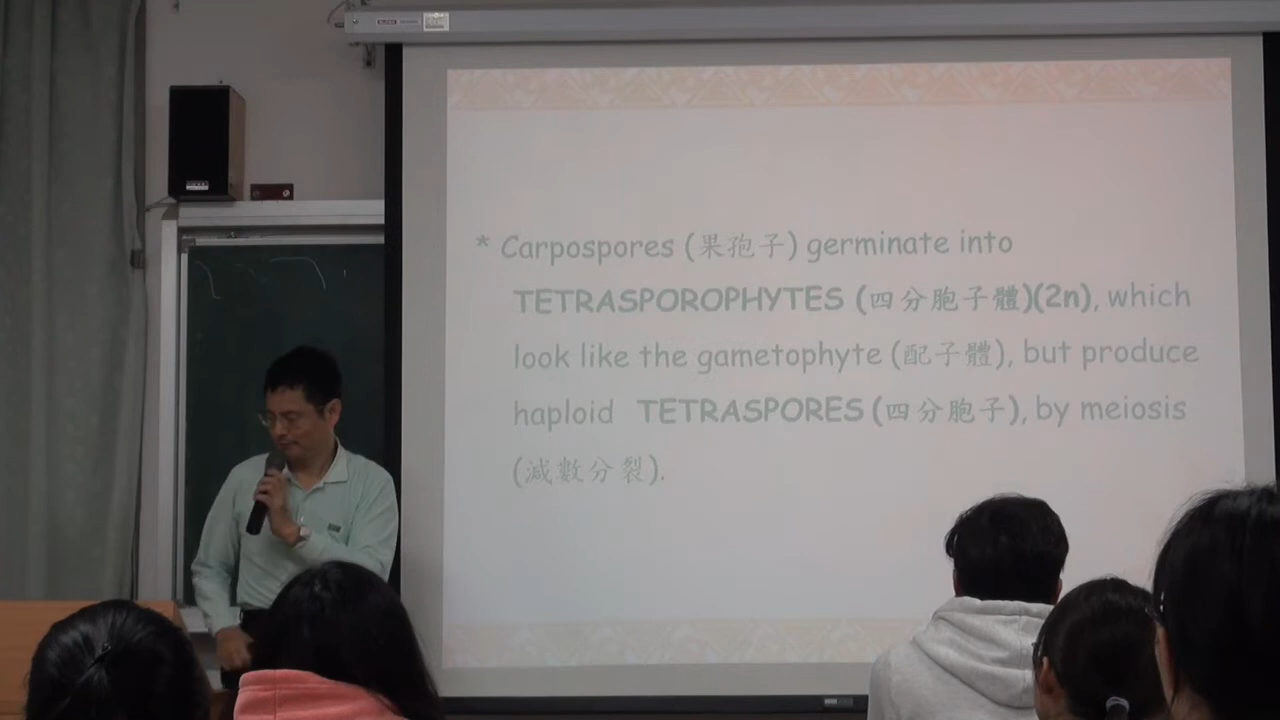 * Carpospores (果孢子) germinate into
TETRASPOROPHYTES (四分胞子體)(2n), which
look like the gametophyte (配子體), but produce
haploid TETRASPORES (四分胞子), by meiosis
(減數分裂).